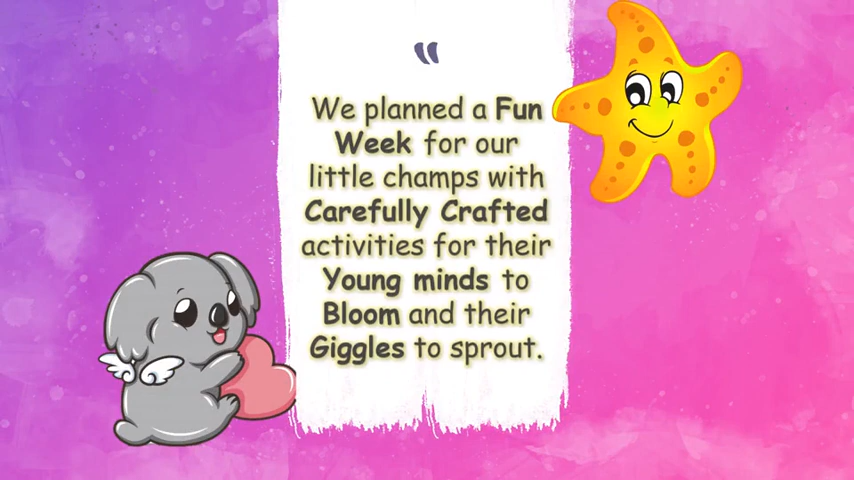 "
We planned a Fun
Week for our
little champs with
Carefully Crafted
activities for their
Young minds to
Bloom and their
Giggles to sprout.